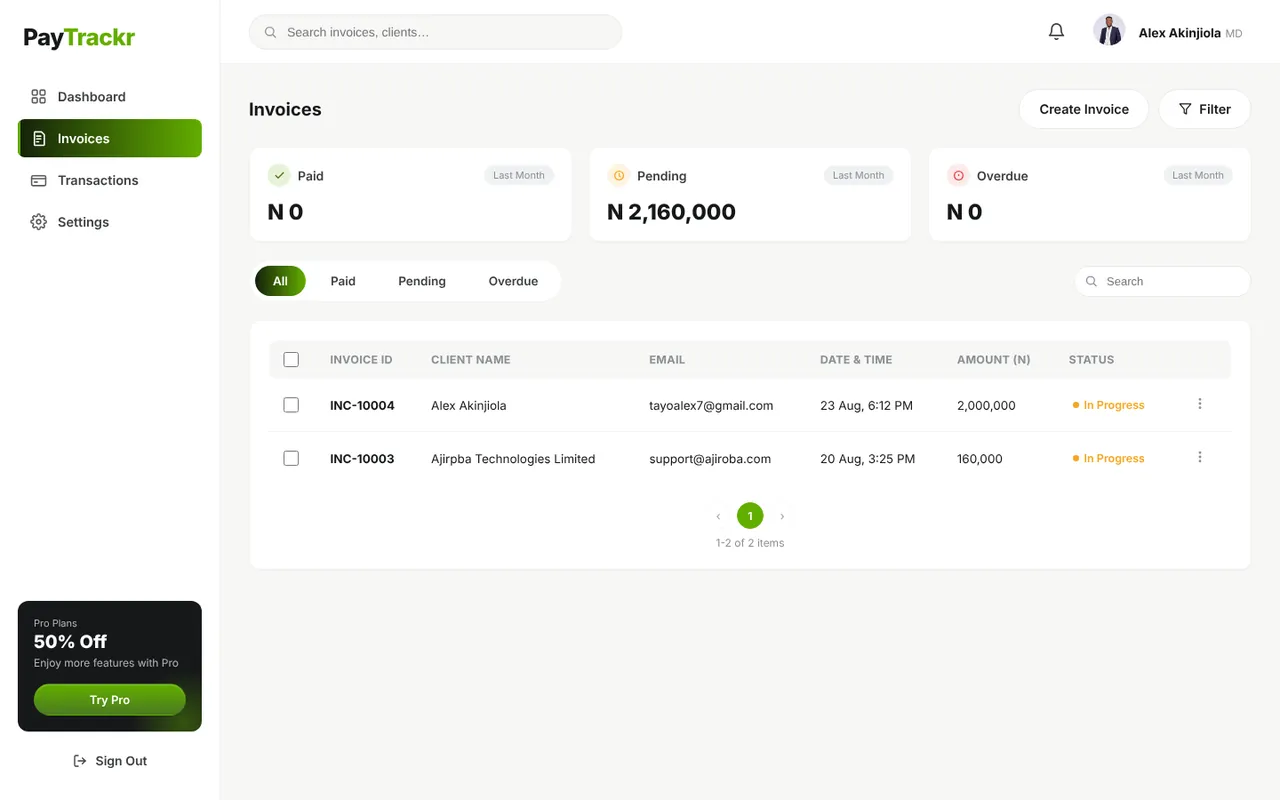 PayTrackr
Search invoices, clients…
Alex Akinjiola MD
Dashboard
Invoices
Transactions
Settings
Invoices
Create Invoice
Filter
Paid
Last Month
N 0
Pending
Last Month
N 2,160,000
Overdue
Last Month
N 0
All
Paid
Pending
Overdue
Search
INVOICE ID CLIENT NAME EMAIL DATE & TIME AMOUNT (N) STATUS
INC-10004 Alex Akinjiola tayoalex7@gmail.com 23 Aug, 6:12 PM 2,000,000 In Progress
INC-10003 Ajirpba Technologies Limited support@ajiroba.com 20 Aug, 3:25 PM 160,000 In Progress
‹ 1 ›
1-2 of 2 items
Pro Plans
50% Off
Enjoy more features with Pro
Try Pro
Sign Out